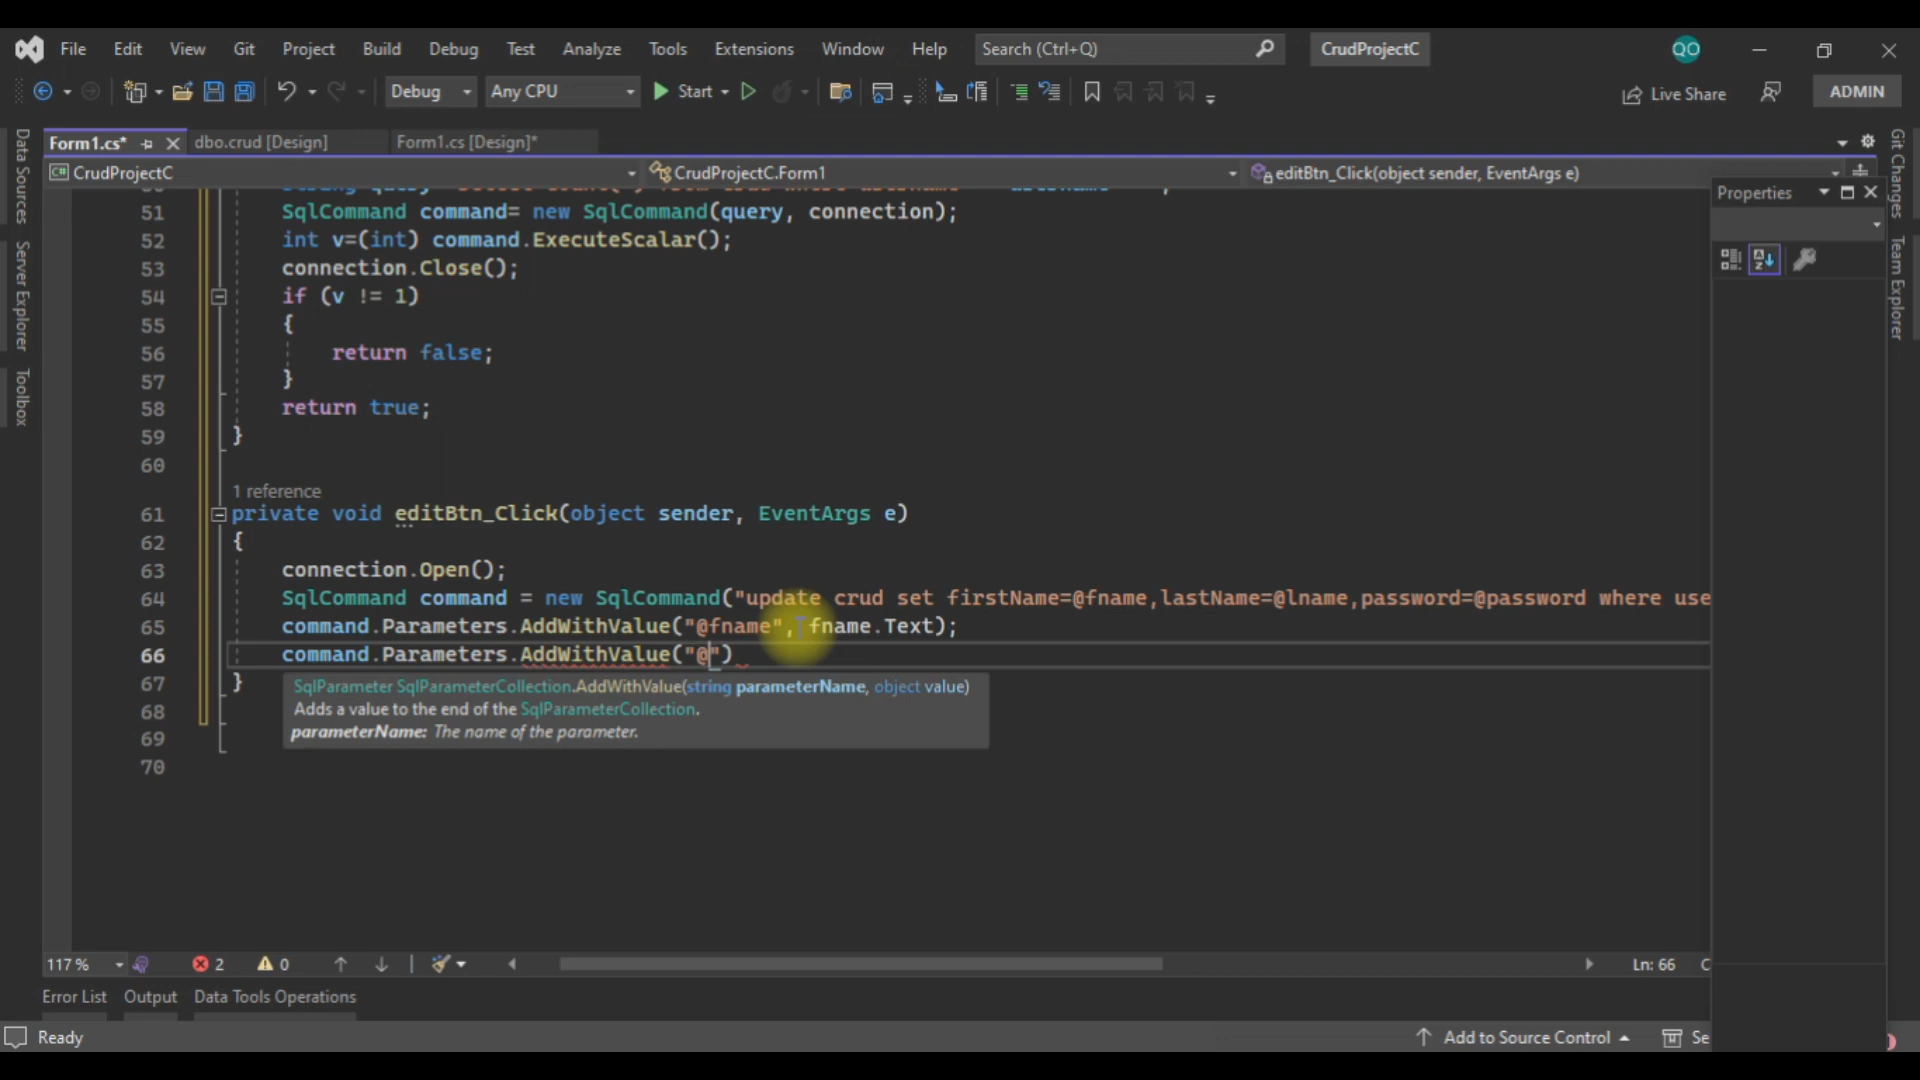 File Edit View Git Project Build Debug Test Analyze Tools Extensions Window Help Search (Ctrl+Q) CrudProjectC QO
Debug Any CPU Start Live Share ADMIN
Form1.cs* dbo.crud [Design] Form1.cs [Design]*
CrudProjectC CrudProjectC.Form1 editBtn_Click(object sender, EventArgs e)
Data Sources
Server Explorer
Toolbox
51 SqlCommand command= new SqlCommand(query, connection);
52 int v=(int) command.ExecuteScalar();
53 connection.Close();
54 if (v != 1)
55 {
56 return false;
57 }
58 return true;
59 }
60
1 reference
61 private void editBtn_Click(object sender, EventArgs e)
62 {
63 connection.Open();
64 SqlCommand command = new SqlCommand("update crud set firstName=@fname,lastName=@lname,password=@password where use
65 command.Parameters.AddWithValue("@fname", fname.Text);
66 command.Parameters.AddWithValue("@")
67 }
SqlParameter SqlParameterCollection.AddWithValue(string parameterName, object value)
68
Adds a value to the end of the SqlParameterCollection.
69
parameterName: The name of the parameter.
70
Properties
Git Changes
Team Explorer
117 % 2 0 Ln: 66 C
Error List Output Data Tools Operations
Ready Add to Source Control Se